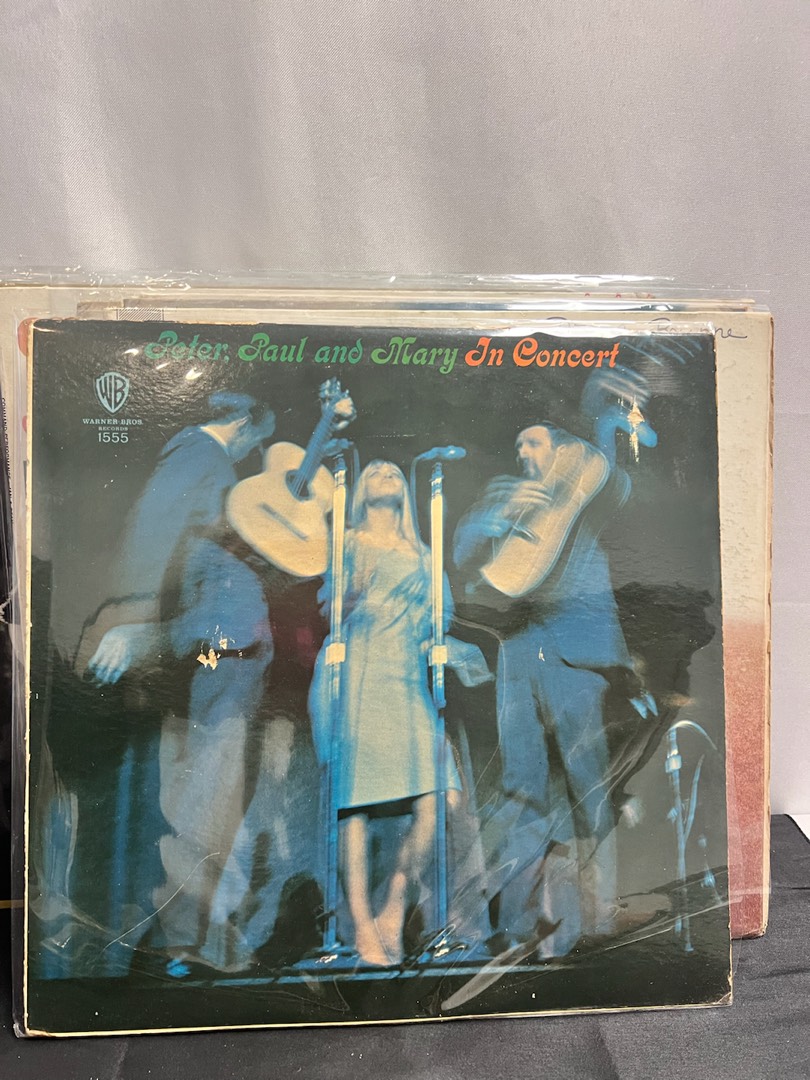 Peter, Paul and Mary In Concert
WB
WARNER BROS.
RECORDS
1555